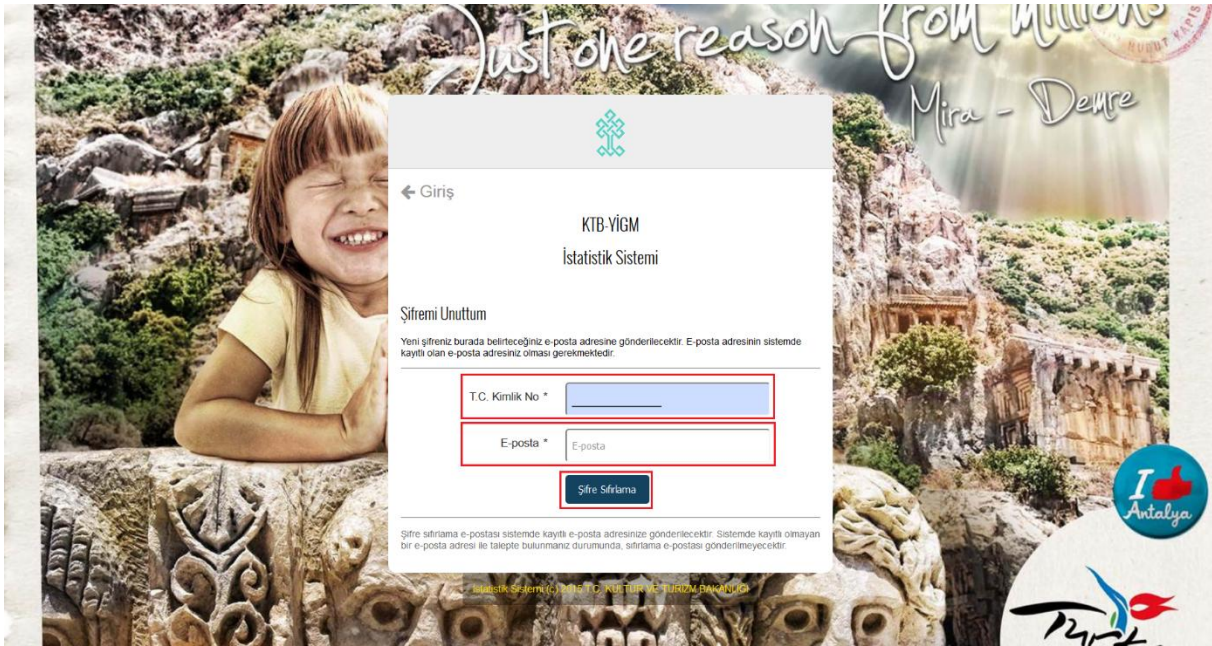 Just one reason from millions
HUDUT KAPISI
Mira - Demre
Giriş
KTB-YİGM
İstatistik Sistemi
Şifremi Unuttum
Yeni şifreniz burada belirteceğiniz e-posta adresine gönderilecektir. E-posta adresinin sistemde
kayıtlı olan e-posta adresiniz olması gerekmektedir.
T.C. Kimlik No *
E-posta * E-posta
Şifre Sıfırlama
I
Antalya
Şifre sıfırlama e-postası sistemde kayıtlı e-posta adresinize gönderilecektir. Sistemde kayıtlı olmayan
bir e-posta adresi ile talepte bulunmanız durumunda, sıfırlama e-postası gönderilmeyecektir.
İstatistik Sistemi (c) 2015 T.C. KÜLTÜR VE TURİZM BAKANLIĞI